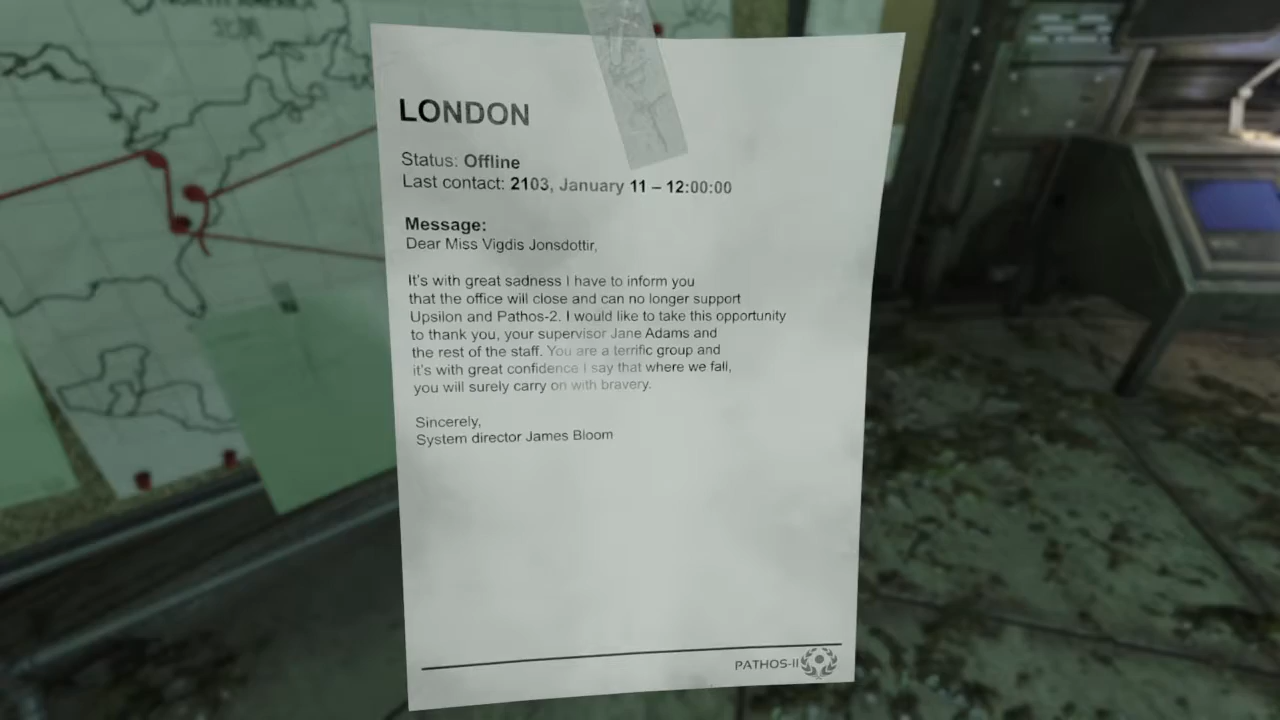 NORTH AMERICA
北美
LONDON
Status: Offline
Last contact: 2103, January 11 – 12:00:00
Message:
Dear Miss Vigdis Jonsdottir,
It's with great sadness I have to inform you
that the office will close and can no longer support
Upsilon and Pathos-2. I would like to take this opportunity
to thank you, your supervisor Jane Adams and
the rest of the staff. You are a terrific group and
it's with great confidence I say that where we fall,
you will surely carry on with bravery.
Sincerely,
System director James Bloom
PATHOS-II